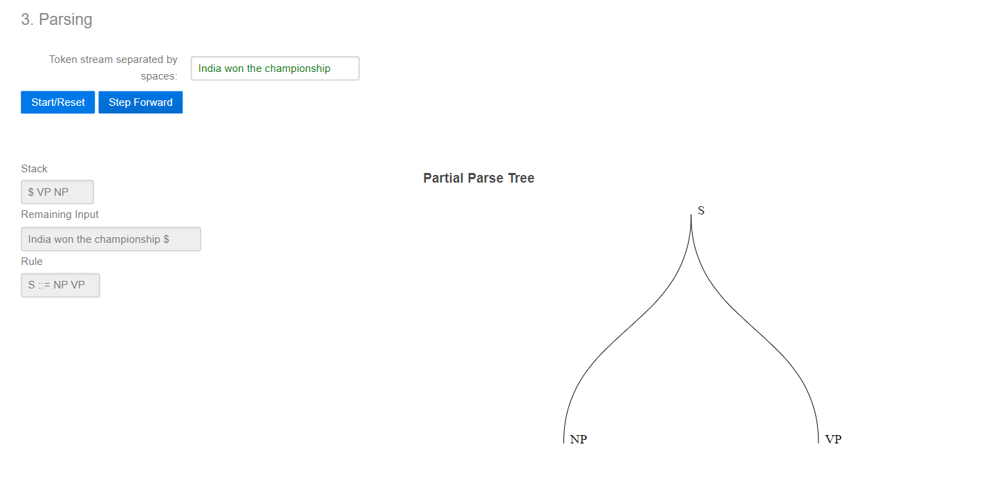 3. Parsing
Token stream separated by
spaces:
India won the championship
Start/Reset
Step Forward
Stack
$ VP NP
Remaining Input
India won the championship $
Rule
S ::= NP VP
Partial Parse Tree
S
NP
VP